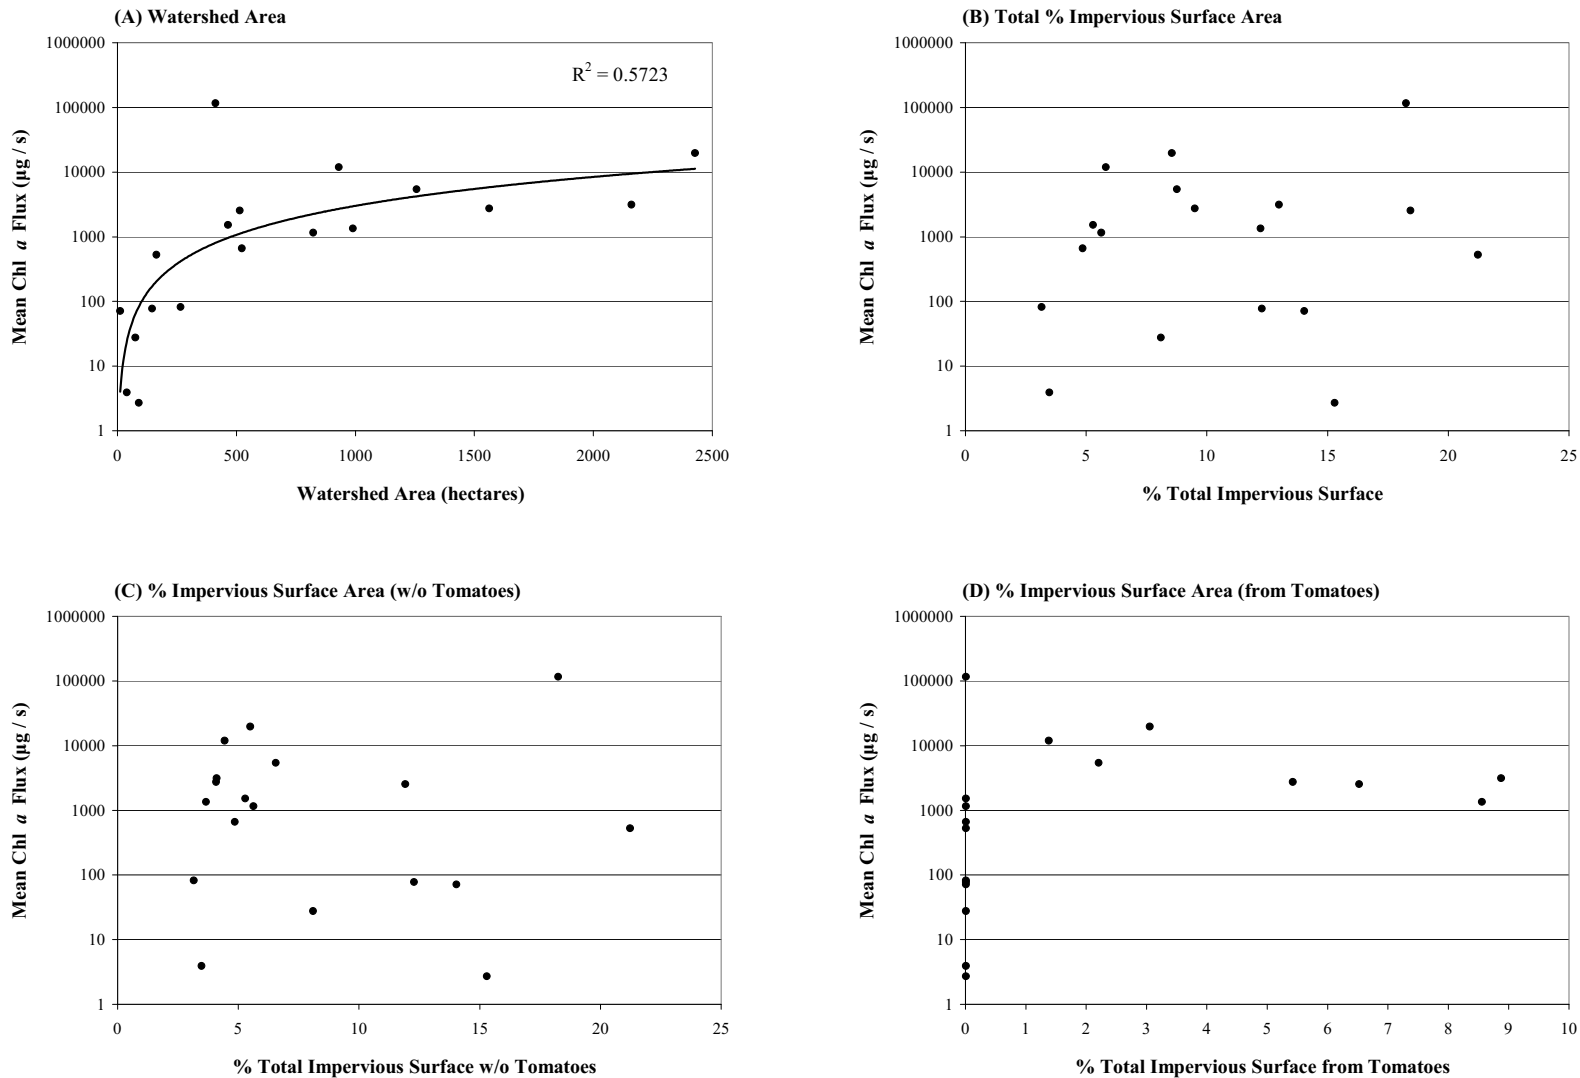 (A) Watershed Area
1000000
100000
10000
1000
100
10
1
R² = 0.5723
Mean Chl a Flux (µg / s)
0 500 1000 1500 2000 2500
Watershed Area (hectares)
(B) Total % Impervious Surface Area
1000000
100000
10000
1000
100
10
1
Mean Chl a Flux (µg / s)
0 5 10 15 20 25
% Total Impervious Surface
(C) % Impervious Surface Area (w/o Tomatoes)
1000000
100000
10000
1000
100
10
1
Mean Chl a Flux (µg / s)
0 5 10 15 20 25
% Total Impervious Surface w/o Tomatoes
(D) % Impervious Surface Area (from Tomatoes)
1000000
100000
10000
1000
100
10
1
Mean Chl a Flux (µg / s)
0 1 2 3 4 5 6 7 8 9 10
% Total Impervious Surface from Tomatoes